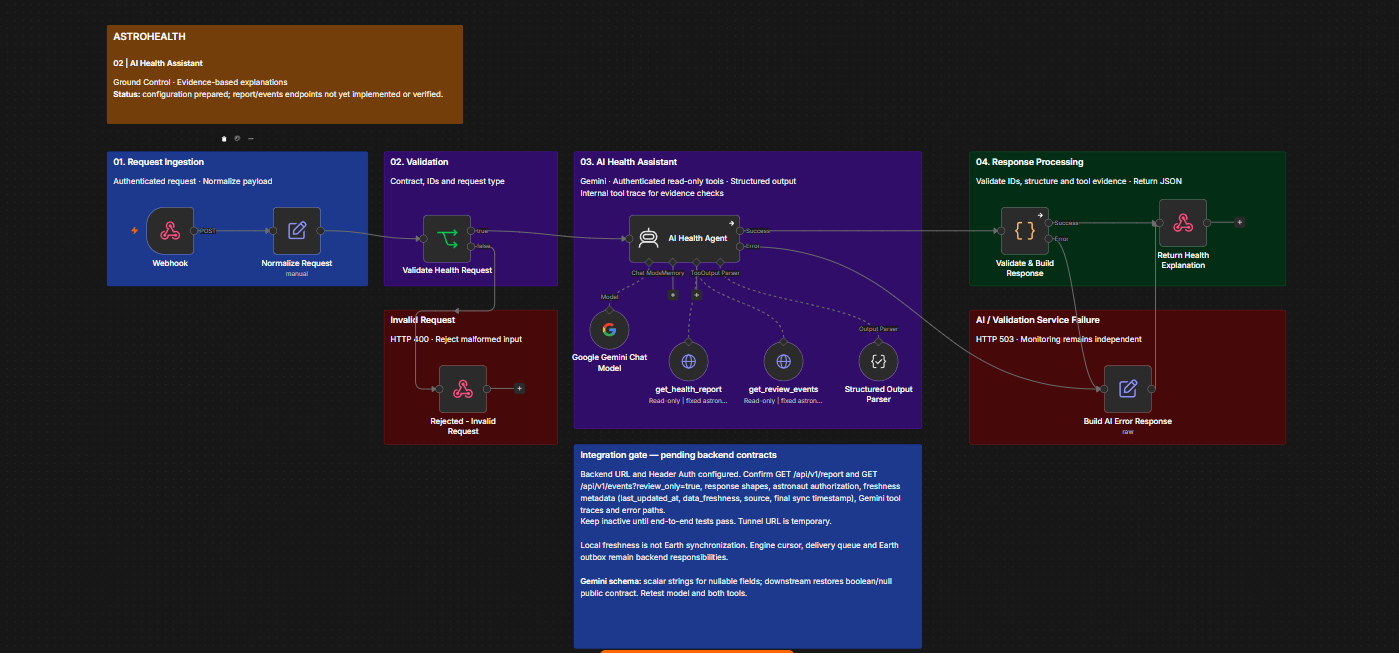 ASTROHEALTH
02 | AI Health Assistant
Ground Control · Evidence-based explanations
Status: configuration prepared; report/events endpoints not yet implemented or verified.
01. Request Ingestion
Authenticated request · Normalize payload
POST
Webhook
Normalize Request
manual
02. Validation
Contract, IDs and request type
true
false
Validate Health Request
Invalid Request
HTTP 400 · Reject malformed input
Rejected - Invalid
Request
03. AI Health Assistant
Gemini · Authenticated read-only tools · Structured output
Internal tool trace for evidence checks
AI Health Agent
Success
Error
Chat Model
Memory
Tool
Output Parser
Model
Google Gemini Chat
Model
get_health_report
Read-only | fixed astron...
get_review_events
Read-only | fixed astron...
Output Parser
Structured Output
Parser
04. Response Processing
Validate IDs, structure and tool evidence · Return JSON
Success
Error
Validate & Build
Response
Return Health
Explanation
AI / Validation Service Failure
HTTP 503 · Monitoring remains independent
Build AI Error Response
raw
Integration gate — pending backend contracts
Backend URL and Header Auth configured. Confirm GET /api/v1/report and GET
/api/v1/events?review_only=true, response shapes, astronaut authorization, freshness
metadata (last_updated_at, data_freshness, source, final sync timestamp), Gemini tool
traces and error paths.
Keep inactive until end-to-end tests pass. Tunnel URL is temporary.
Local freshness is not Earth synchronization. Engine cursor, delivery queue and Earth
outbox remain backend responsibilities.
Gemini schema: scalar strings for nullable fields; downstream restores boolean/null
public contract. Retest model and both tools.